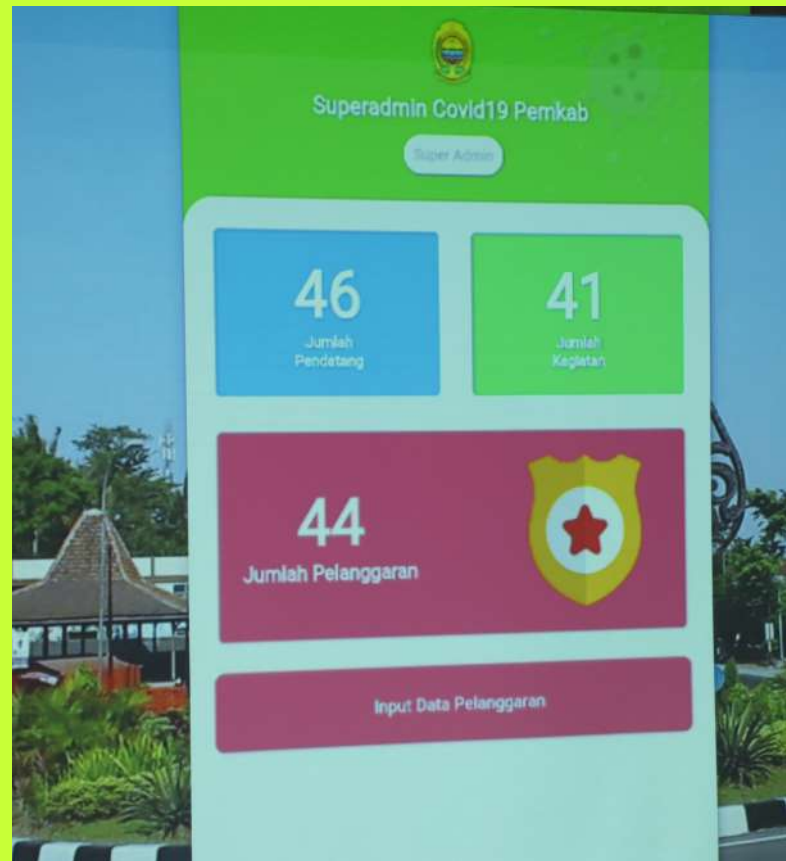 Superadmin Covid19 Pemkab
Super Admin
46
Jumlah
Pendatang
41
Jumlah
Kegiatan
44
Jumlah Pelanggaran
Input Data Pelanggaran